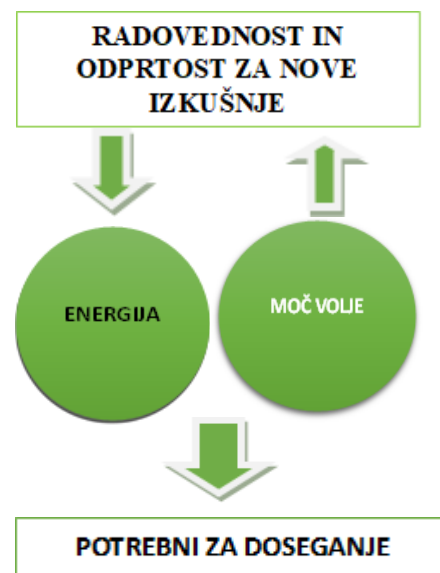 RADOVEDNOST IN
ODPRTOST ZA NOVE
IZKUŠNJE
ENERGIJA
MOČ VOLJE
POTREBNI ZA DOSEGANJE